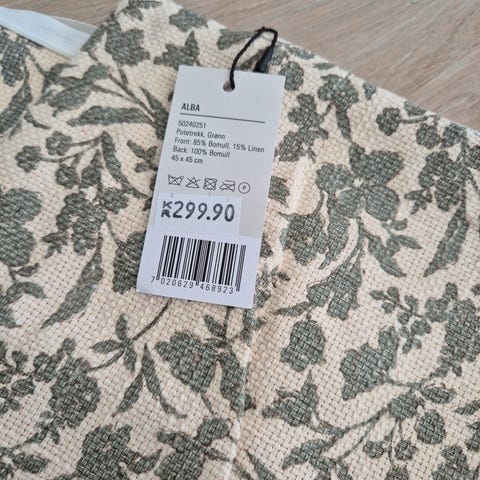 ALBA
50240251
Putetrekk, Grønn
Front: 85% Bomull, 15% Linen
Back: 100% Bomull
45 x 45 cm
P
KR299.90
7 020629 468923